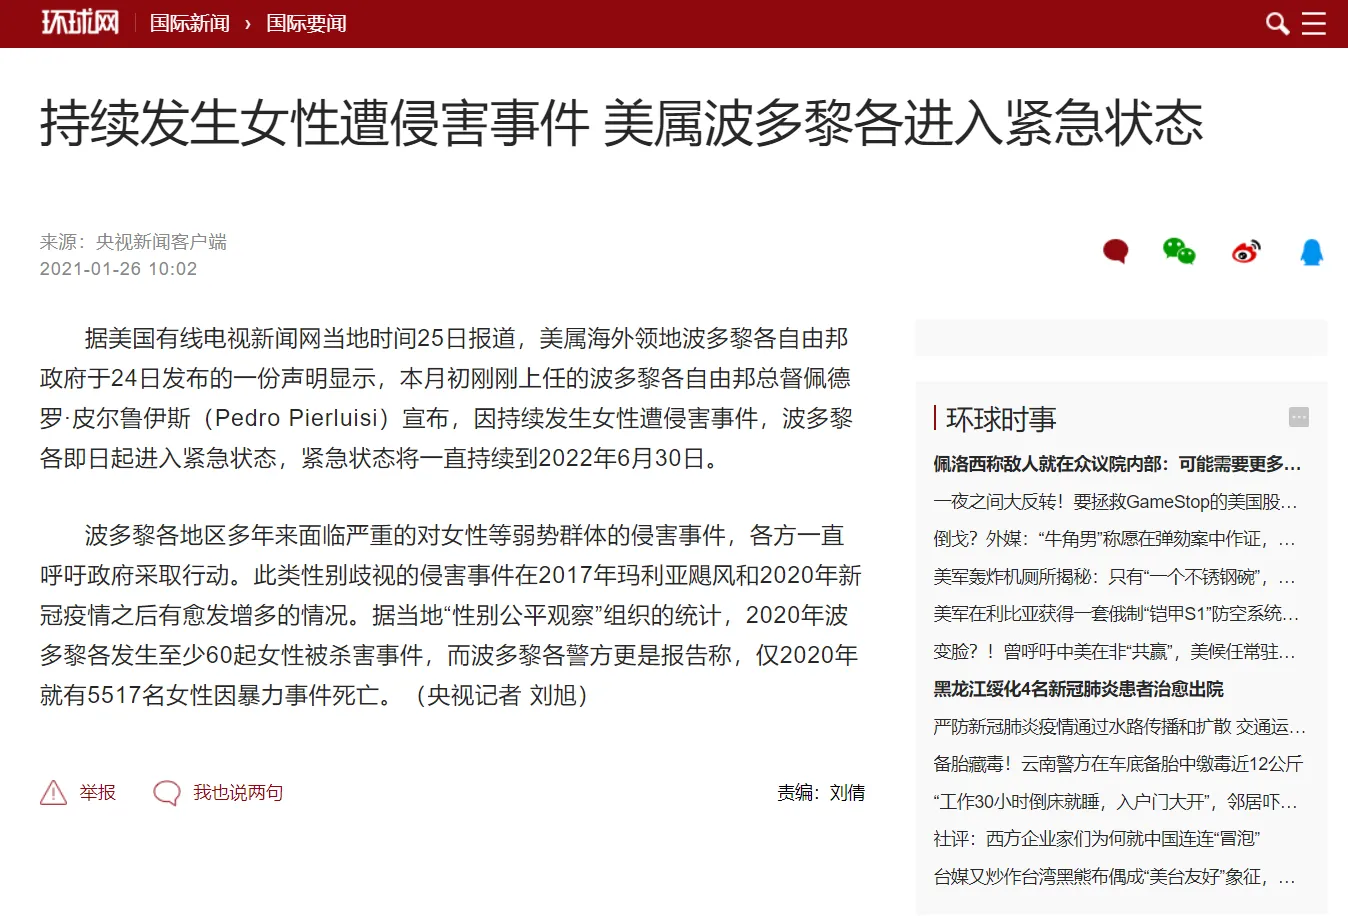 环球网 国际新闻 › 国际要闻
持续发生女性遭侵害事件 美属波多黎各进入紧急状态
来源：央视新闻客户端
2021-01-26 10:02
据美国有线电视新闻网当地时间25日报道，美属海外领地波多黎各自由邦
政府于24日发布的一份声明显示，本月初刚刚上任的波多黎各自由邦总督佩德
罗·皮尔鲁伊斯（Pedro Pierluisi）宣布，因持续发生女性遭侵害事件，波多黎
各即日起进入紧急状态，紧急状态将一直持续到2022年6月30日。
波多黎各地区多年来面临严重的对女性等弱势群体的侵害事件，各方一直
呼吁政府采取行动。此类性别歧视的侵害事件在2017年玛利亚飓风和2020年新
冠疫情之后有愈发增多的情况。据当地“性别公平观察”组织的统计，2020年波
多黎各发生至少60起女性被杀害事件，而波多黎各警方更是报告称，仅2020年
就有5517名女性因暴力事件死亡。（央视记者 刘旭）
举报 我也说两句 责编：刘倩
环球时事
佩洛西称敌人就在众议院内部：可能需要更多...
一夜之间大反转！要拯救GameStop的美国股...
倒戈？外媒：“牛角男”称愿在弹劾案中作证，...
美军轰炸机厕所揭秘：只有“一个不锈钢碗”，...
美军在利比亚获得一套俄制“铠甲S1”防空系统...
变脸？！曾呼吁中美在非“共赢”，美候任常驻...
黑龙江绥化4名新冠肺炎患者治愈出院
严防新冠肺炎疫情通过水路传播和扩散 交通运...
备胎藏毒！云南警方在车底备胎中缴毒近12公斤
“工作30小时倒床就睡，入户门大开”，邻居吓...
社评：西方企业家们为何就中国连连“冒泡”
台媒又炒作台湾黑熊布偶成“美台友好”象征，...